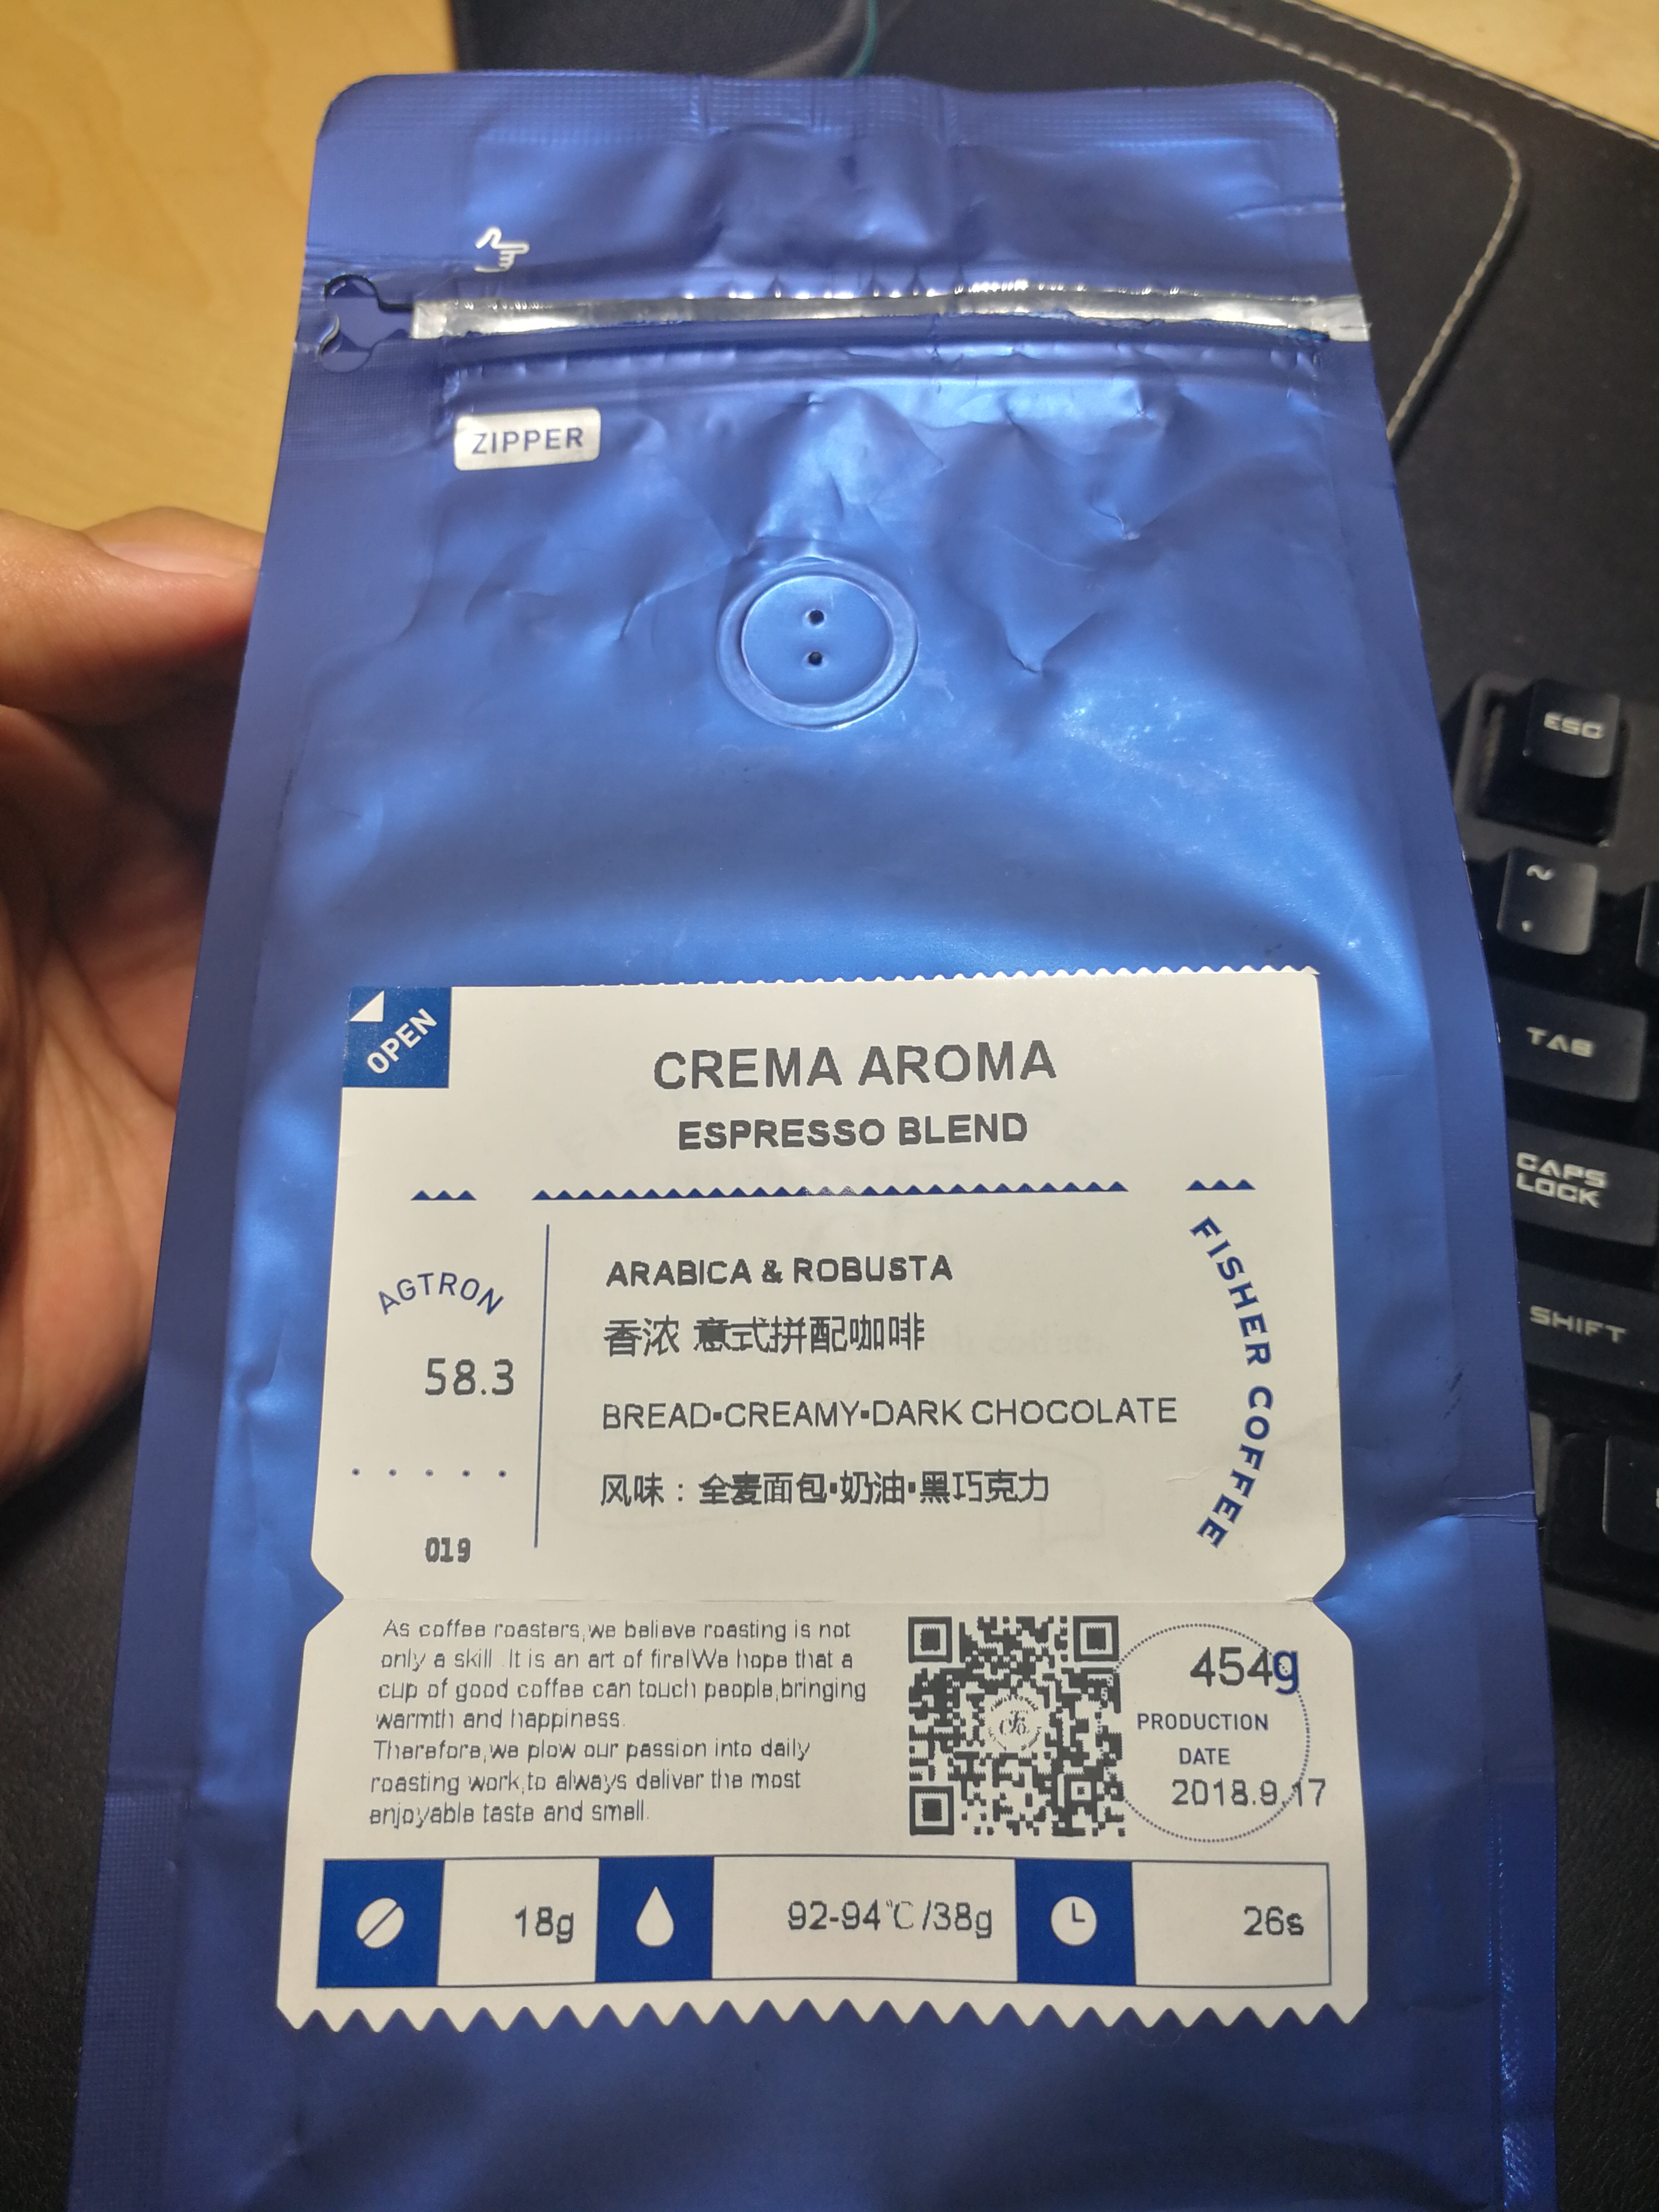 ZIPPER
OPEN
CREMA AROMA
ESPRESSO BLEND
AGTRON
58.3
019
ARABICA & ROBUSTA
香浓 意式拼配咖啡
BREAD▪CREAMY▪DARK CHOCOLATE
风味：全麦面包▪奶油▪黑巧克力
FISHER COFFEE
As coffee roasters,we believe roasting is not
only a skill .It is an art of fire!We hope that a
cup of good coffee can touch people,bringing
warmth and happiness.
Therefore,we plow our passion into daily
roasting work,to always deliver the most
enjoyable taste and smell.
454g
PRODUCTION
DATE
2018.9.17
18g
92-94℃/38g
26s
ESC
~
TAB
CAPS
LOCK
SHIFT